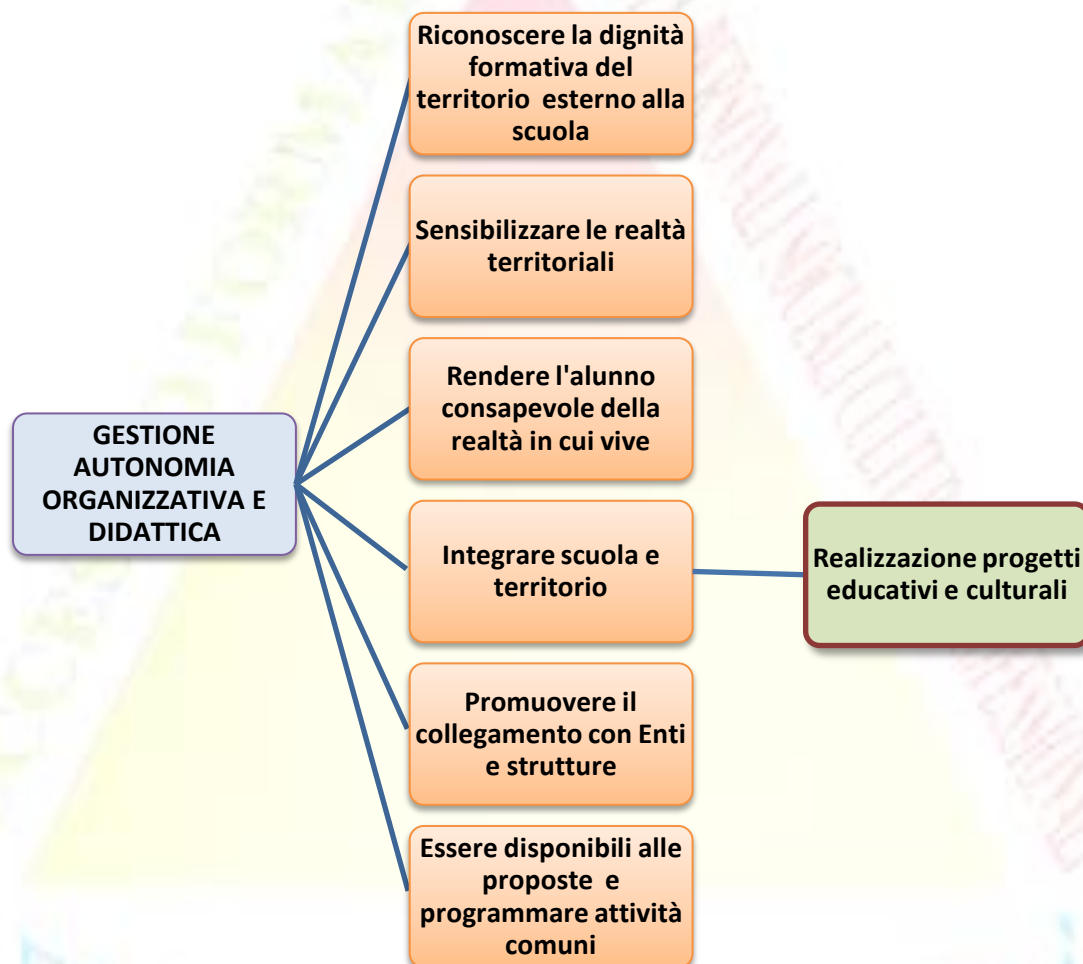 Riconoscere la dignità
formativa del
territorio esterno alla
scuola
Sensibilizzare le realtà
territoriali
Rendere l'alunno
consapevole della
realtà in cui vive
GESTIONE
AUTONOMIA
ORGANIZZATIVA E
DIDATTICA
Integrare scuola e
territorio
Realizzazione progetti
educativi e culturali
Promuovere il
collegamento con Enti
e strutture
Essere disponibili alle
proposte e
programmare attività
comuni